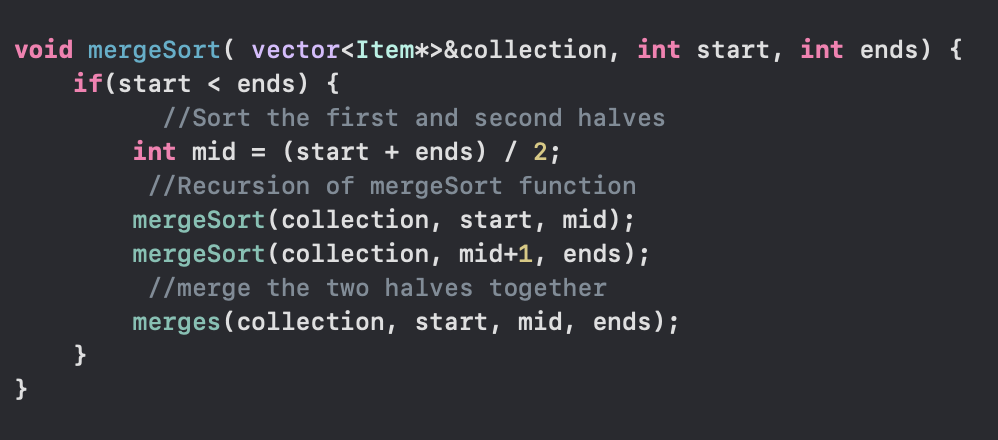 void mergeSort( vector<Item*>&collection, int start, int ends) {
    if(start < ends) {
          //Sort the first and second halves
        int mid = (start + ends) / 2;
         //Recursion of mergeSort function
        mergeSort(collection, start, mid);
        mergeSort(collection, mid+1, ends);
         //merge the two halves together
        merges(collection, start, mid, ends);
    }
}